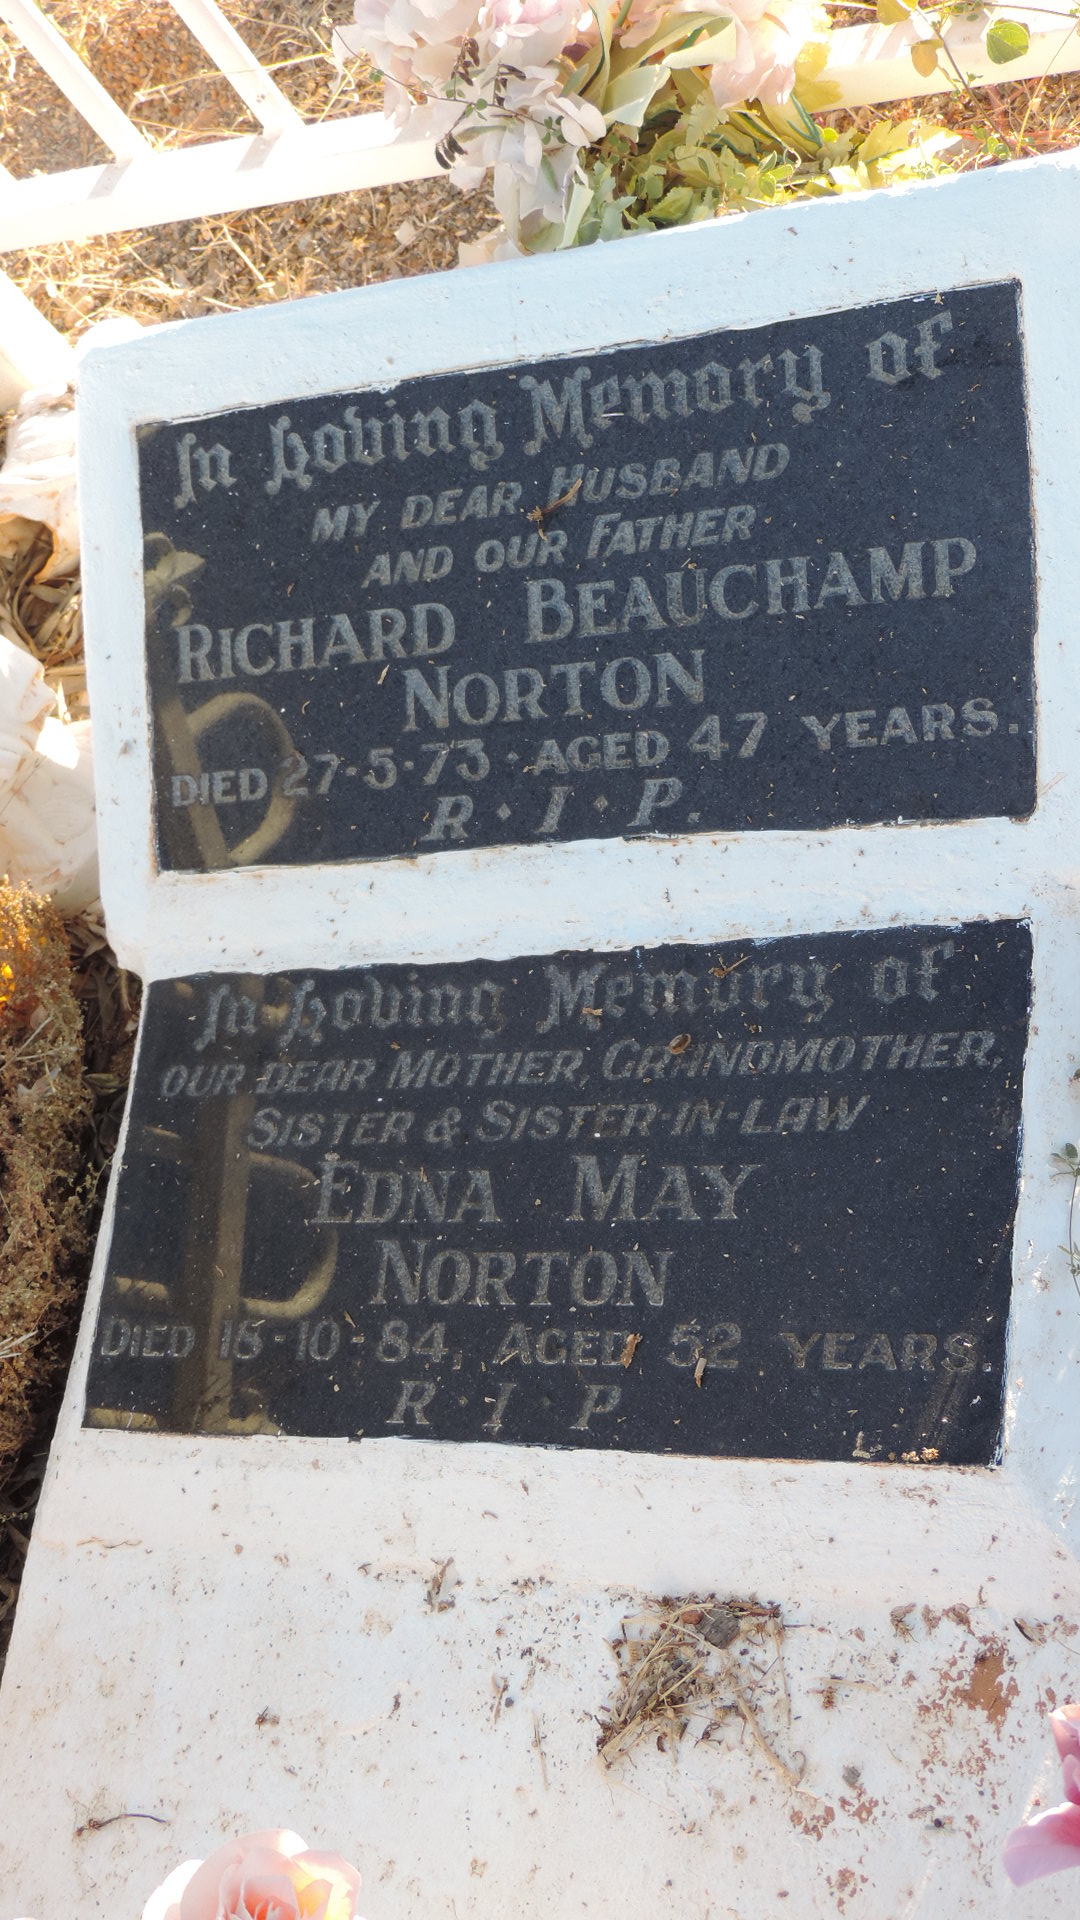 In Loving Memory of
MY DEAR HUSBAND
AND OUR FATHER
RICHARD BEAUCHAMP
NORTON
DIED 27-5-73 · AGED 47 YEARS.
R · I · P.
In Loving Memory of
OUR DEAR MOTHER, GRANDMOTHER,
SISTER & SISTER-IN-LAW
EDNA MAY
NORTON
DIED 18-10-84, AGED 52 YEARS.
R · I · P